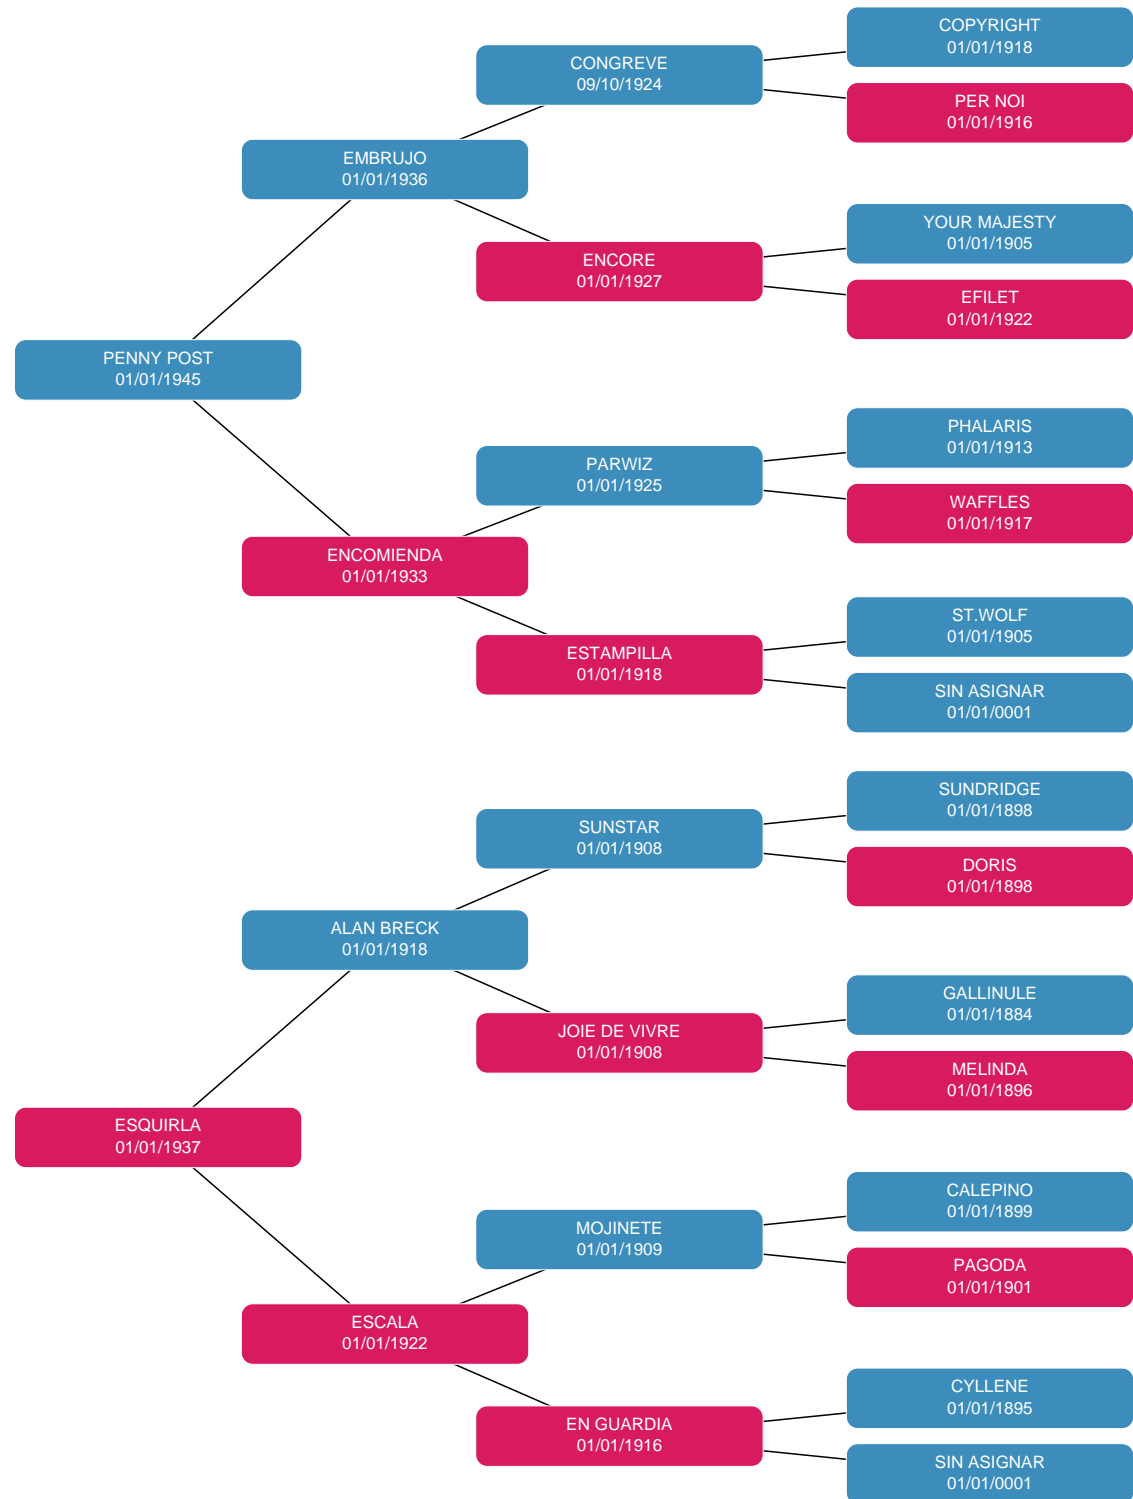 COPYRIGHT
01/01/1918
CONGREVE
09/10/1924
PER NOI
01/01/1916
EMBRUJO
01/01/1936
YOUR MAJESTY
01/01/1905
ENCORE
01/01/1927
EFILET
01/01/1922
PENNY POST
01/01/1945
PHALARIS
01/01/1913
PARWIZ
01/01/1925
WAFFLES
01/01/1917
ENCOMIENDA
01/01/1933
ST.WOLF
01/01/1905
ESTAMPILLA
01/01/1918
SIN ASIGNAR
01/01/0001
SUNDRIDGE
01/01/1898
SUNSTAR
01/01/1908
DORIS
01/01/1898
ALAN BRECK
01/01/1918
GALLINULE
01/01/1884
JOIE DE VIVRE
01/01/1908
MELINDA
01/01/1896
ESQUIRLA
01/01/1937
CALEPINO
01/01/1899
MOJINETE
01/01/1909
PAGODA
01/01/1901
ESCALA
01/01/1922
CYLLENE
01/01/1895
EN GUARDIA
01/01/1916
SIN ASIGNAR
01/01/0001